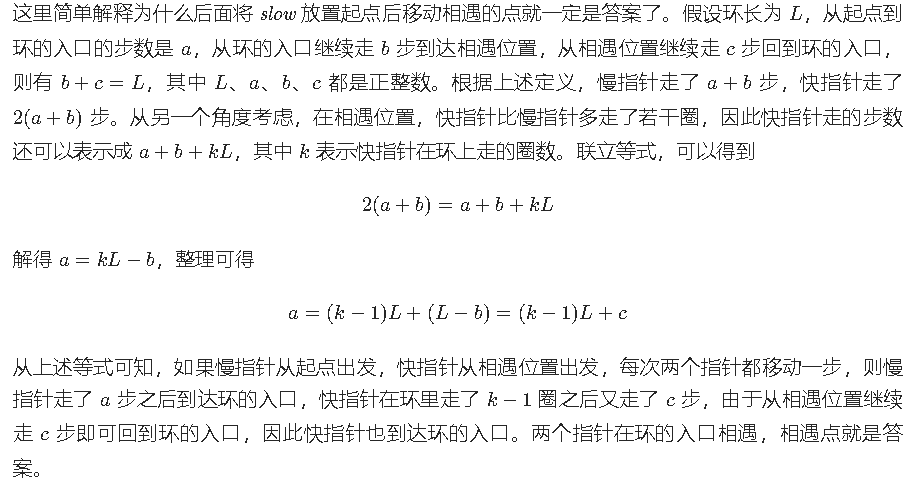 这里简单解释为什么后面将 slow 放置起点后移动相遇的点就一定是答案了。假设环长为 L，从起点到
环的入口的步数是 a，从环的入口继续走 b 步到达相遇位置，从相遇位置继续走 c 步回到环的入口，
则有 b + c = L，其中 L、a、b、c 都是正整数。根据上述定义，慢指针走了 a + b 步，快指针走了
2(a + b) 步。从另一个角度考虑，在相遇位置，快指针比慢指针多走了若干圈，因此快指针走的步数
还可以表示成 a + b + kL，其中 k 表示快指针在环上走的圈数。联立等式，可以得到
2(a + b) = a + b + kL
解得 a = kL − b，整理可得
a = (k − 1)L + (L − b) = (k − 1)L + c
从上述等式可知，如果慢指针从起点出发，快指针从相遇位置出发，每次两个指针都移动一步，则慢
指针走了 a 步之后到达环的入口，快指针在环里走了 k − 1 圈之后又走了 c 步，由于从相遇位置继续
走 c 步即可回到环的入口，因此快指针也到达环的入口。两个指针在环的入口相遇，相遇点就是答
案。